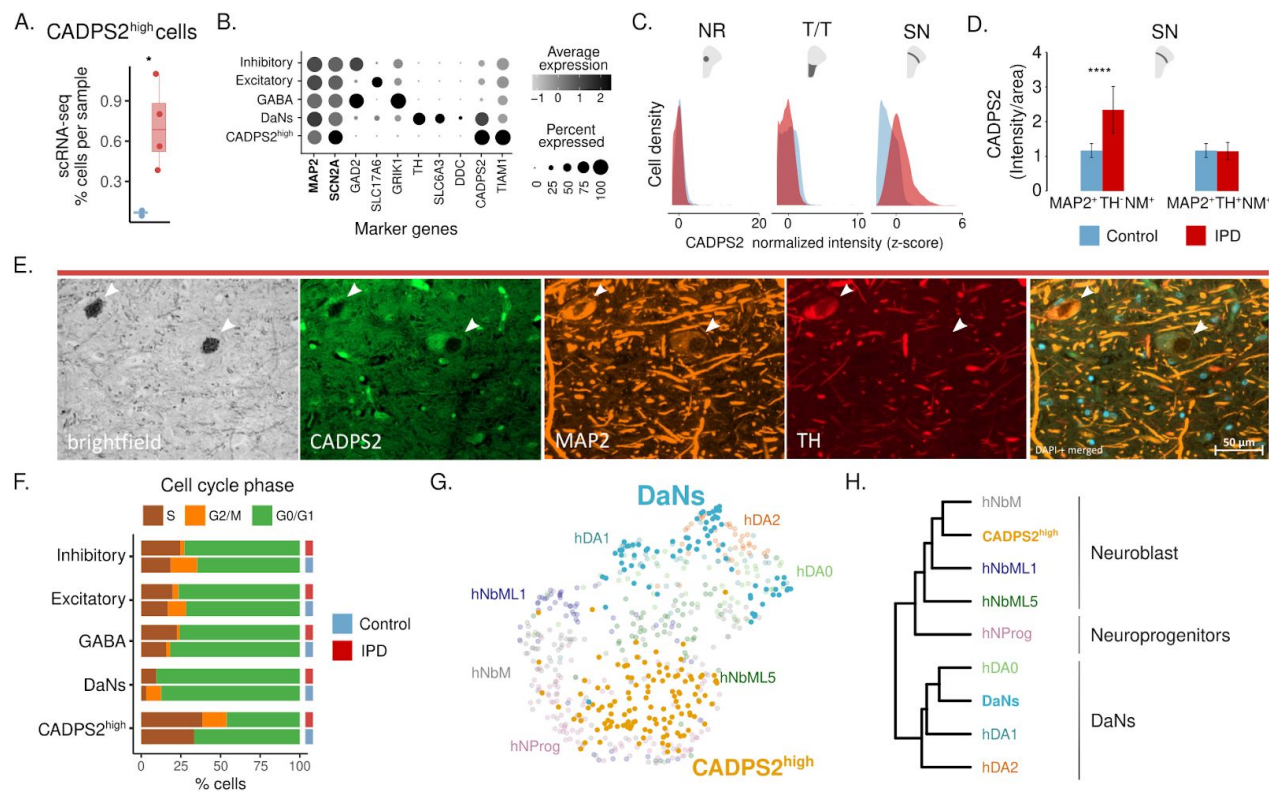 A.
CADPS2high cells
*
scRNA-seq
% cells per sample
0.9
0.6
0.3
B.
Inhibitory
Excitatory
GABA
DaNs
CADPS2high
MAP2
SCN2A
GAD2
SLC17A6
GRIK1
TH
SLC6A3
DDC
CADPS2
TIAM1
Marker genes
Average
expression
−1 0 1 2
Percent
expressed
0
25
50
75
100
C.
NR T/T SN
Cell density
0 20 0 10 0 6
CADPS2 normalized intensity (z-score)
D.
SN
CADPS2
(Intensity/area)
4
3
2
1
0
****
MAP2+TH-NM+ MAP2+TH+NM+
Control IPD
E.
brightfield
CADPS2
MAP2
TH
DAPI + merged
50 μm
F.
Cell cycle phase
S G2/M G0/G1
Inhibitory
Excitatory
GABA
DaNs
CADPS2high
0 25 50 75 100
% cells
Control
IPD
G.
DaNs
hDA2
hDA1
hDA0
hNbML1
hNbM
hNbML5
hNProg
CADPS2high
H.
hNbM
CADPS2high
hNbML1
hNbML5
hNProg
hDA0
DaNs
hDA1
hDA2
Neuroblast
Neuroprogenitors
DaNs